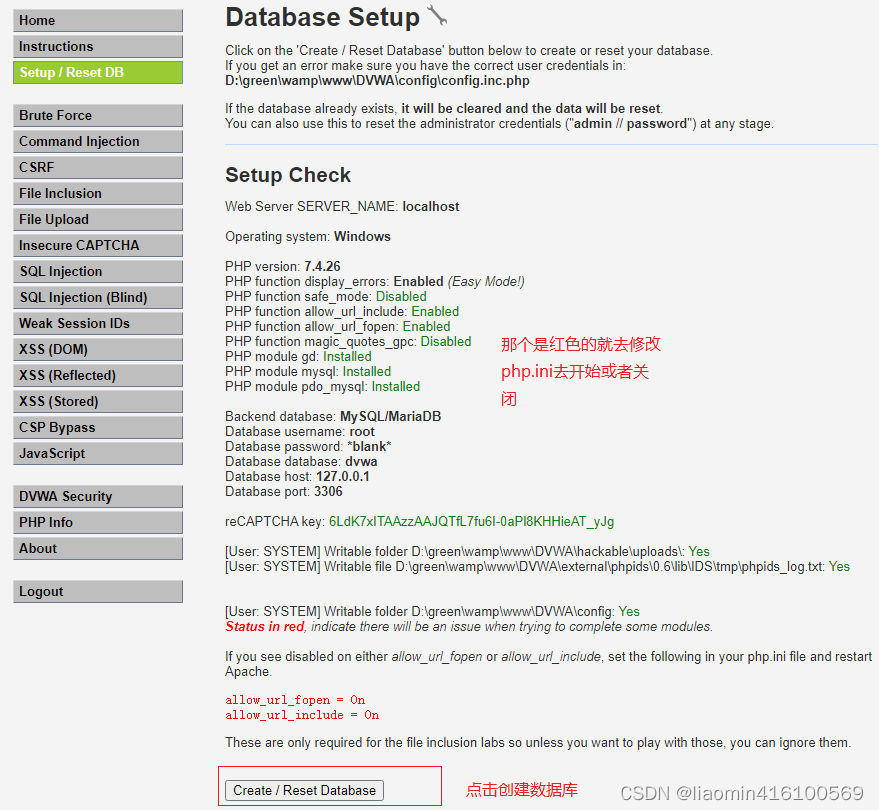 Home
Instructions
Setup / Reset DB
Brute Force
Command Injection
CSRF
File Inclusion
File Upload
Insecure CAPTCHA
SQL Injection
SQL Injection (Blind)
Weak Session IDs
XSS (DOM)
XSS (Reflected)
XSS (Stored)
CSP Bypass
JavaScript
DVWA Security
PHP Info
About
Logout
Database Setup
Click on the 'Create / Reset Database' button below to create or reset your database.
If you get an error make sure you have the correct user credentials in:
D:\green\wamp\www\DVWA\config\config.inc.php
If the database already exists, it will be cleared and the data will be reset.
You can also use this to reset the administrator credentials ("admin // password") at any stage.
Setup Check
Web Server SERVER_NAME: localhost
Operating system: Windows
PHP version: 7.4.26
PHP function display_errors: Enabled (Easy Mode!)
PHP function safe_mode: Disabled
PHP function allow_url_include: Enabled
PHP function allow_url_fopen: Enabled
PHP function magic_quotes_gpc: Disabled
PHP module gd: Installed
PHP module mysql: Installed
PHP module pdo_mysql: Installed
那个是红色的就去修改
php.ini去开始或者关
闭
Backend database: MySQL/MariaDB
Database username: root
Database password: *blank*
Database database: dvwa
Database host: 127.0.0.1
Database port: 3306
reCAPTCHA key: 6LdK7xITAAzzAAJQTfL7fu6I-0aPl8KHHieAT_yJg
[User: SYSTEM] Writable folder D:\green\wamp\www\DVWA\hackable\uploads\: Yes
[User: SYSTEM] Writable file D:\green\wamp\www\DVWA\external\phpids\0.6\lib\IDS\tmp\phpids_log.txt: Yes
[User: SYSTEM] Writable folder D:\green\wamp\www\DVWA\config: Yes
Status in red, indicate there will be an issue when trying to complete some modules.
If you see disabled on either allow_url_fopen or allow_url_include, set the following in your php.ini file and restart
Apache.
allow_url_fopen = On
allow_url_include = On
These are only required for the file inclusion labs so unless you want to play with those, you can ignore them.
Create / Reset Database
点击创建数据库
CSDN @liaomin416100569